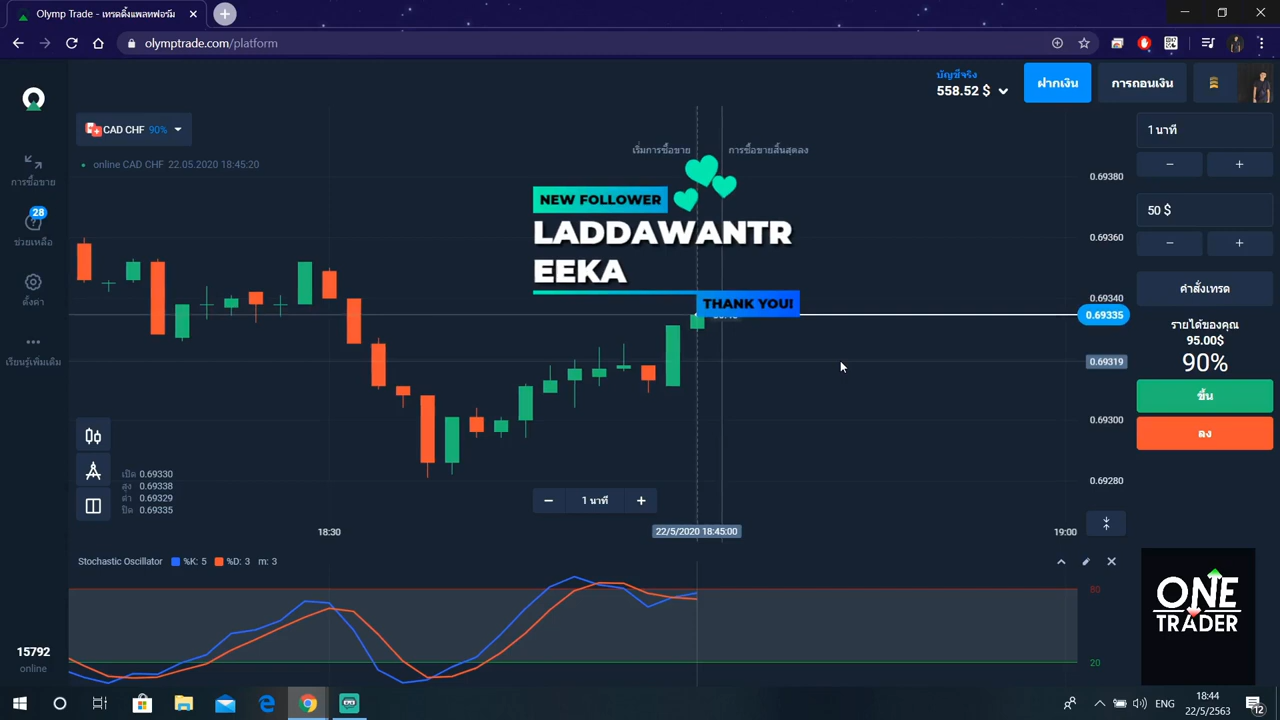 Olymp Trade - เทรดดิ้งแพลทฟอร์ม
olymptrade.com/platform
บัญชีจริง
558.52 $
ฝากเงิน
การถอนเงิน
CAD CHF 90%
online CAD CHF 22.05.2020 18:45:20
การซื้อขาย
28
ช่วยเหลือ
ตั้งค่า
เรียนรู้เพิ่มเติม
15792
online
เริ่มการซื้อขาย
การซื้อขายสิ้นสุดลง
NEW FOLLOWER
LADDAWANTR
EEKA
THANK YOU!
0.69380
0.69360
0.69340
0.69335
0.69319
0.69300
0.69280
1 นาที
50 $
คำสั่งเทรด
รายได้ของคุณ
95.00$
90%
ขึ้น
ลง
เปิด 0.69330
สูง 0.69338
ต่ำ 0.69329
ปิด 0.69335
1 นาที
18:30
22/5/2020 18:45:00
19:00
Stochastic Oscillator %K: 5 %D: 3 m: 3
80
20
ONE
TRADER
ENG
18:44
22/5/2563
12